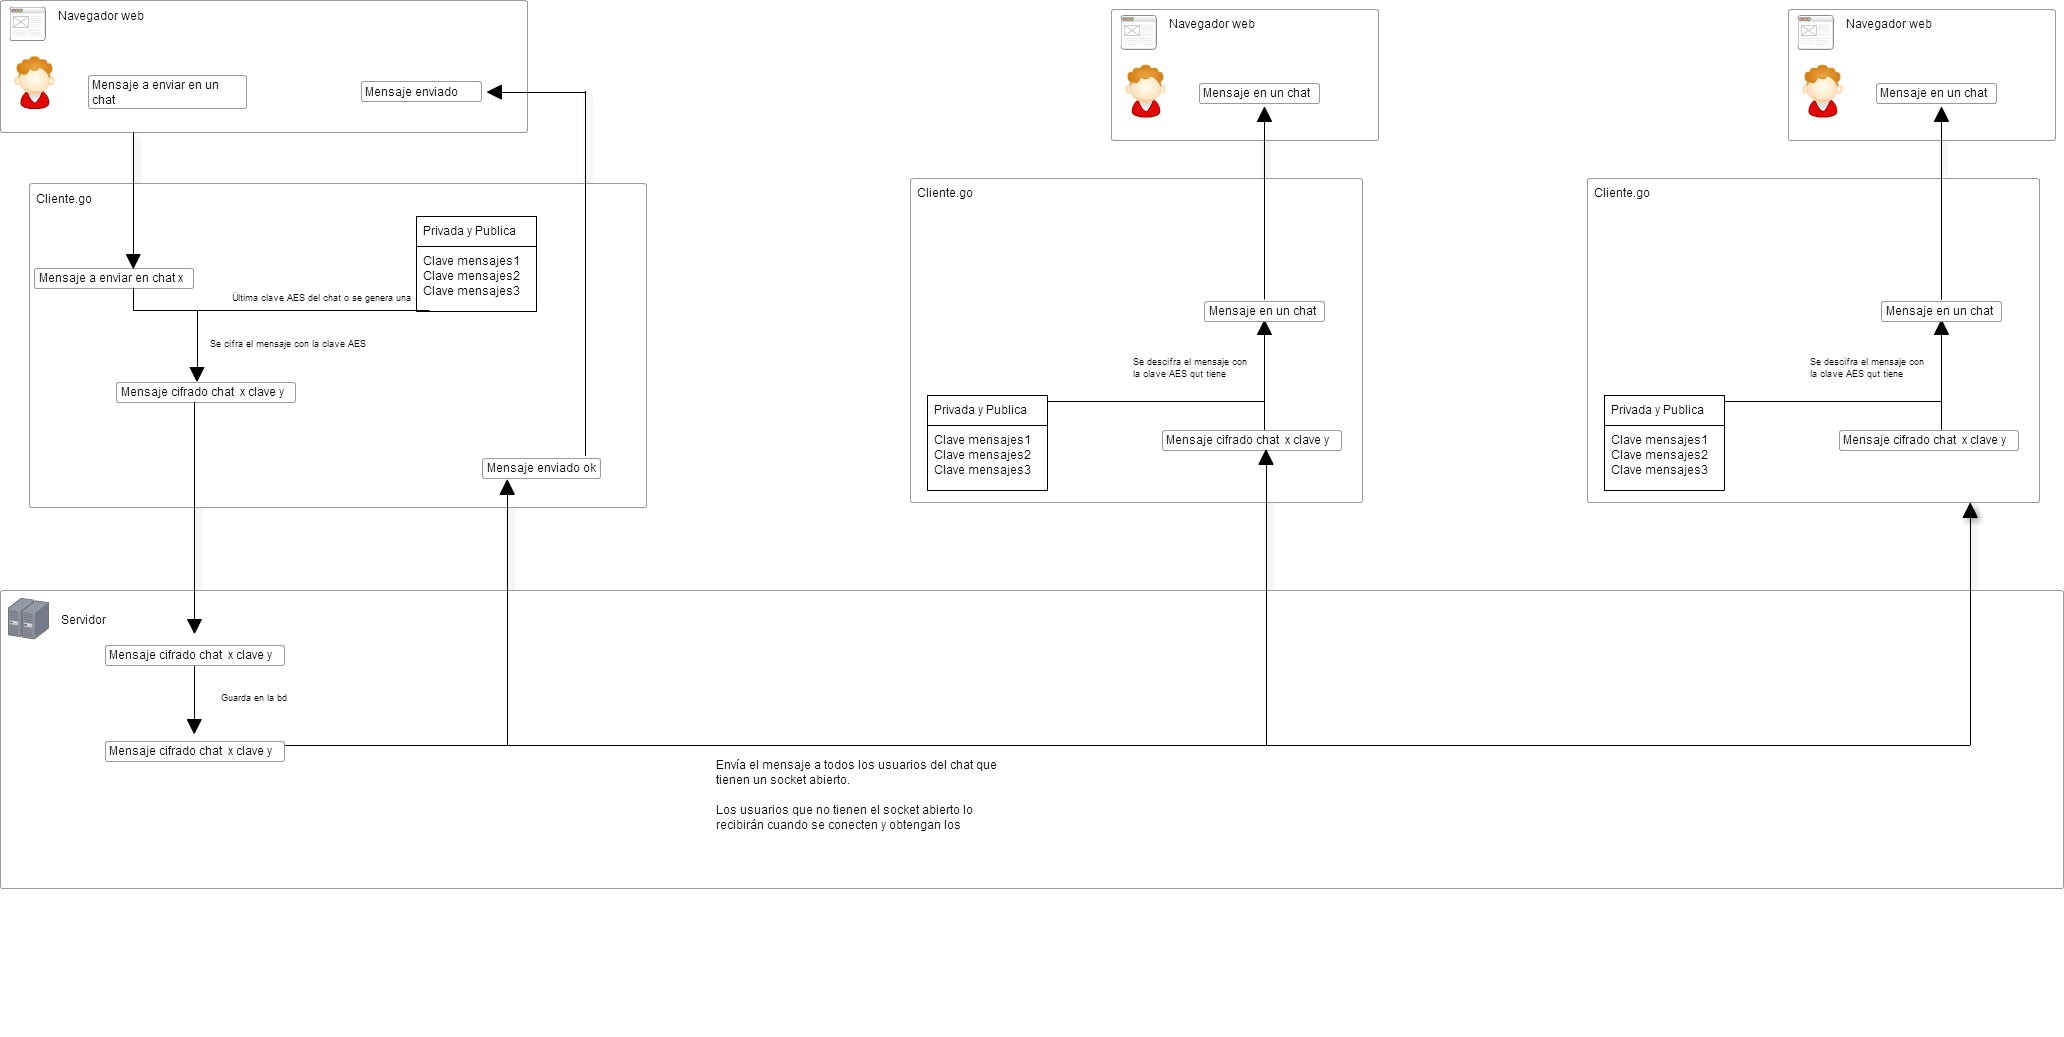 Navegador web
Mensaje a enviar en un
chat
Mensaje enviado
Navegador web
Mensaje en un chat
Navegador web
Mensaje en un chat
Cliente.go
Privada y Publica
Clave mensajes1
Clave mensajes2
Clave mensajes3
Mensaje a enviar en chat x
Última clave AES del chat o se genera una
Se cifra el mensaje con la clave AES
Mensaje cifrado chat x clave y
Mensaje enviado ok
Cliente.go
Mensaje en un chat
Se descifra el mensaje con
la clave AES qut tiene
Privada y Publica
Clave mensajes1
Clave mensajes2
Clave mensajes3
Mensaje cifrado chat x clave y
Cliente.go
Mensaje en un chat
Se descifra el mensaje con
la clave AES qut tiene
Privada y Publica
Clave mensajes1
Clave mensajes2
Clave mensajes3
Mensaje cifrado chat x clave y
Servidor
Mensaje cifrado chat x clave y
Guarda en la bd
Mensaje cifrado chat x clave y
Envía el mensaje a todos los usuarios del chat que
tienen un socket abierto.
Los usuarios que no tienen el socket abierto lo
recibirán cuando se conecten y obtengan los